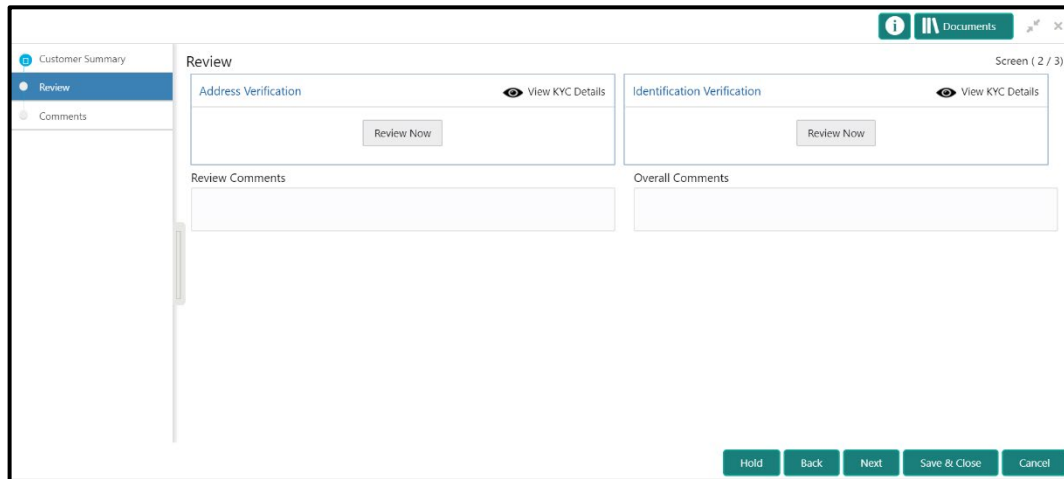 i Documents
Customer Summary
Review
Comments
Review Screen ( 2 / 3)
Address Verification View KYC Details
Review Now
Identification Verification View KYC Details
Review Now
Review Comments
Overall Comments
Hold Back Next Save & Close Cancel